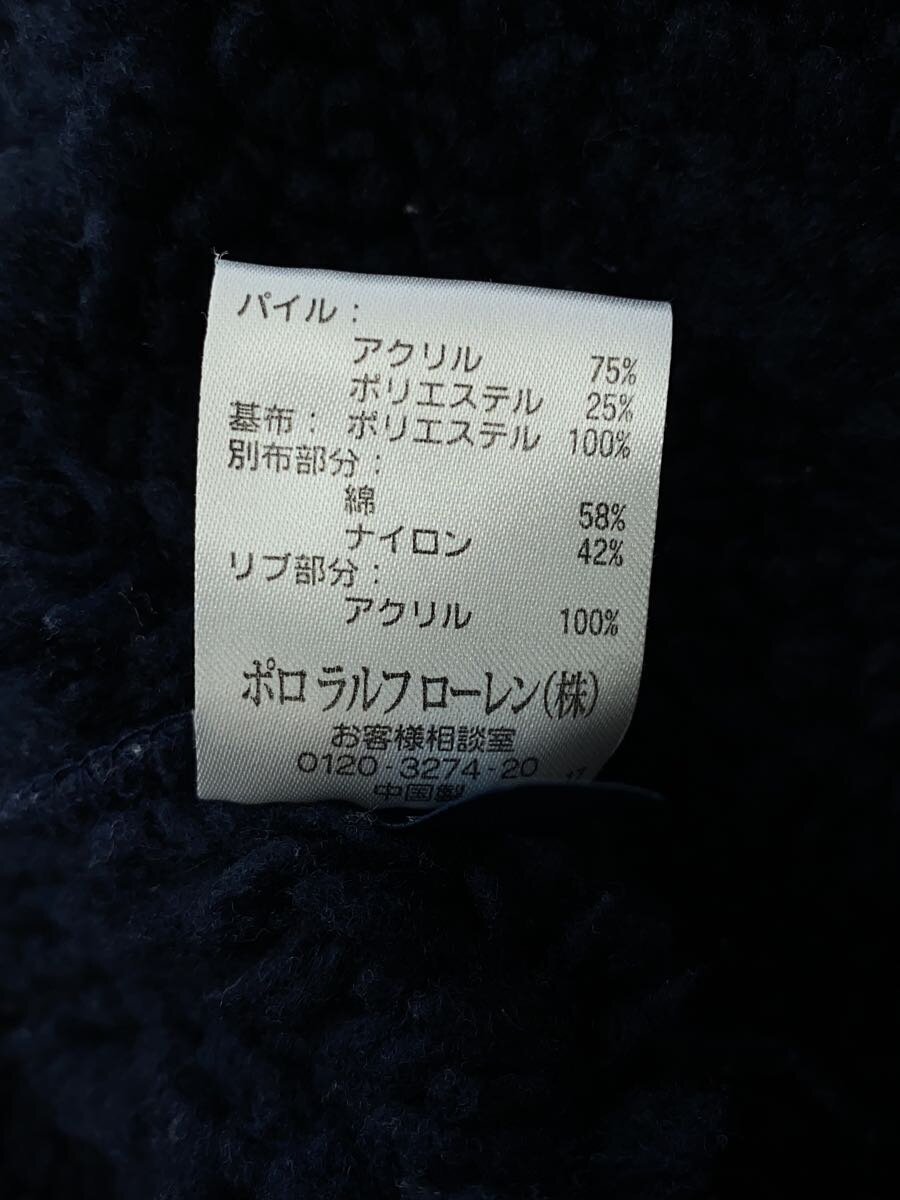 パイル：
アクリル 75%
ポリエステル 25%
基布： ポリエステル 100%
別布部分：
綿 58%
ナイロン 42%
リブ部分：
アクリル 100%
ポロ ラルフ ローレン(株)
お客様相談室
0120-3274-20
中国製